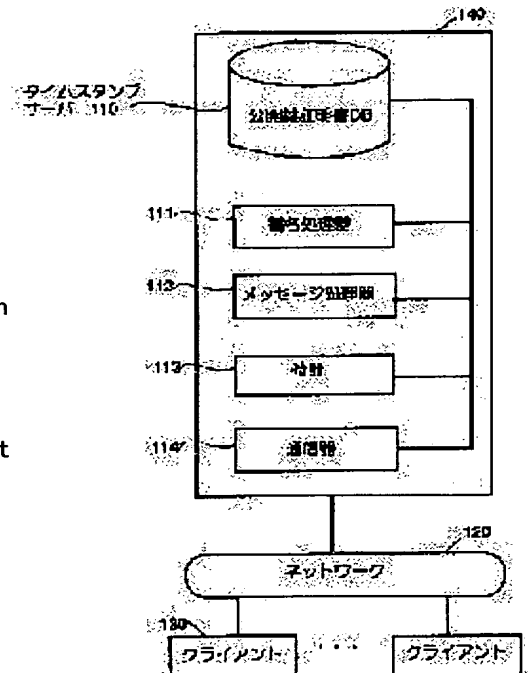 140
タイムスタンプ
サーバ 110
公開鍵証明書DB
111
署名処理部
112
メッセージ処理部
n
113
時計
t
114
通信部
120
ネットワーク
130
クライアント
・・・
クライアント